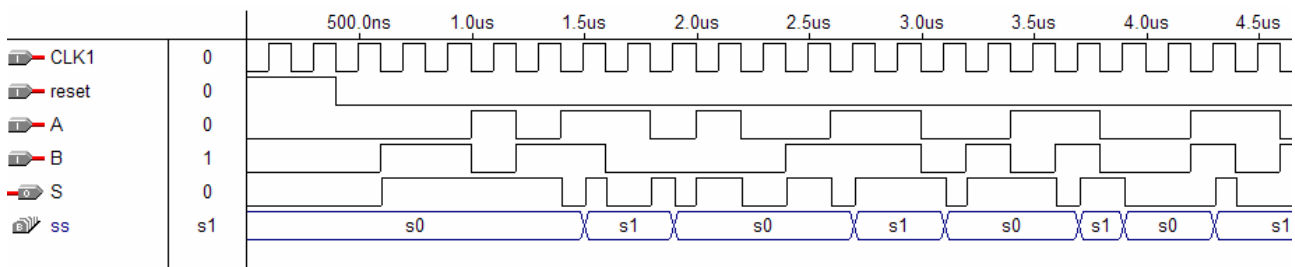 500.0ns 1.0us 1.5us 2.0us 2.5us 3.0us 3.5us 4.0us 4.5us
CLK1 0
reset 0
A 0
B 1
S 0
ss s1 s0 s1 s0 s1 s0 s1 s0 s1